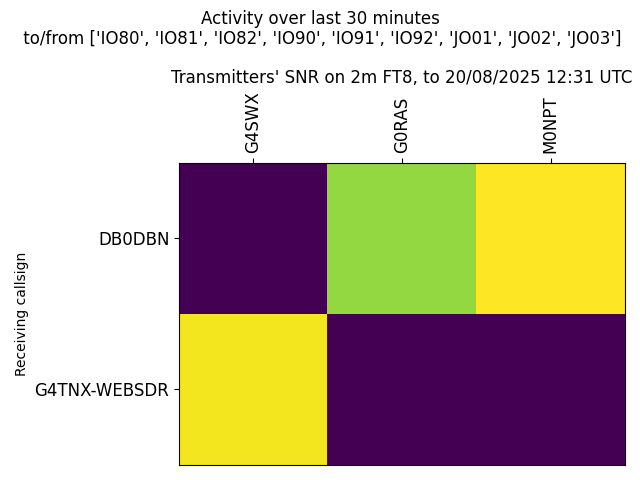 Activity over last 30 minutes
to/from ['IO80', 'IO81', 'IO82', 'IO90', 'IO91', 'IO92', 'JO01', 'JO02', 'JO03']
Transmitters' SNR on 2m FT8, to 20/08/2025 12:31 UTC
G4SWX
G0RAS
M0NPT
DB0DBN
G4TNX-WEBSDR
Receiving callsign